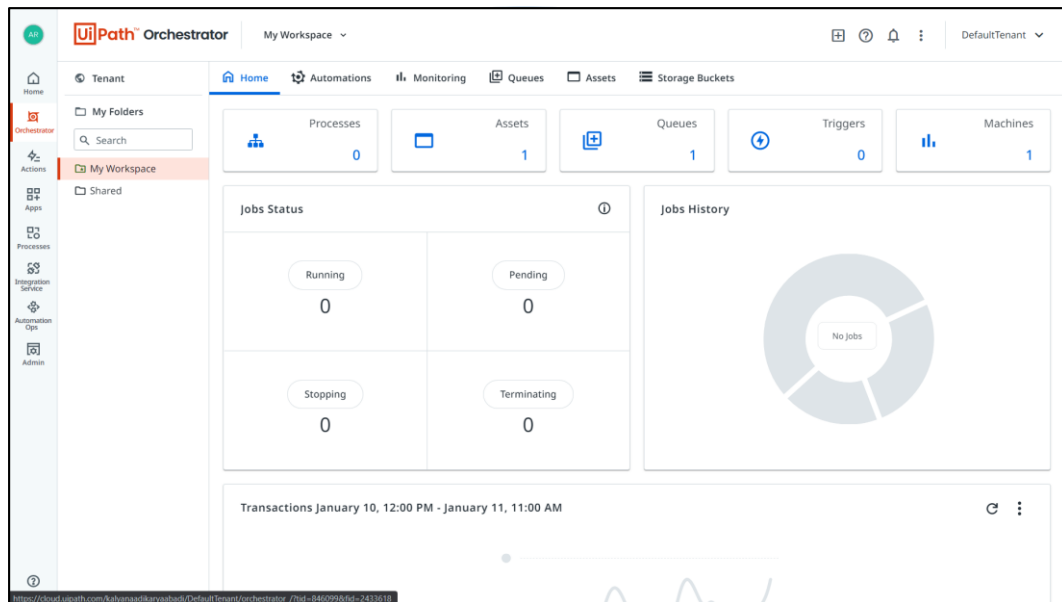 AR
UiPath™ Orchestrator
My Workspace
DefaultTenant
Home
Orchestrator
Actions
Apps
Processes
Integration
Service
Automation
Ops
Admin
Tenant
My Folders
Search
My Workspace
Shared
Home
Automations
Monitoring
Queues
Assets
Storage Buckets
Processes
0
Assets
1
Queues
1
Triggers
0
Machines
1
Jobs Status
Running
0
Pending
0
Stopping
0
Terminating
0
Jobs History
No Jobs
Transactions January 10, 12:00 PM - January 11, 11:00 AM
https://cloud.uipath.com/kalyanaadikaryaabadi/DefaultTenant/orchestrator_/?tid=846099&fid=2433618